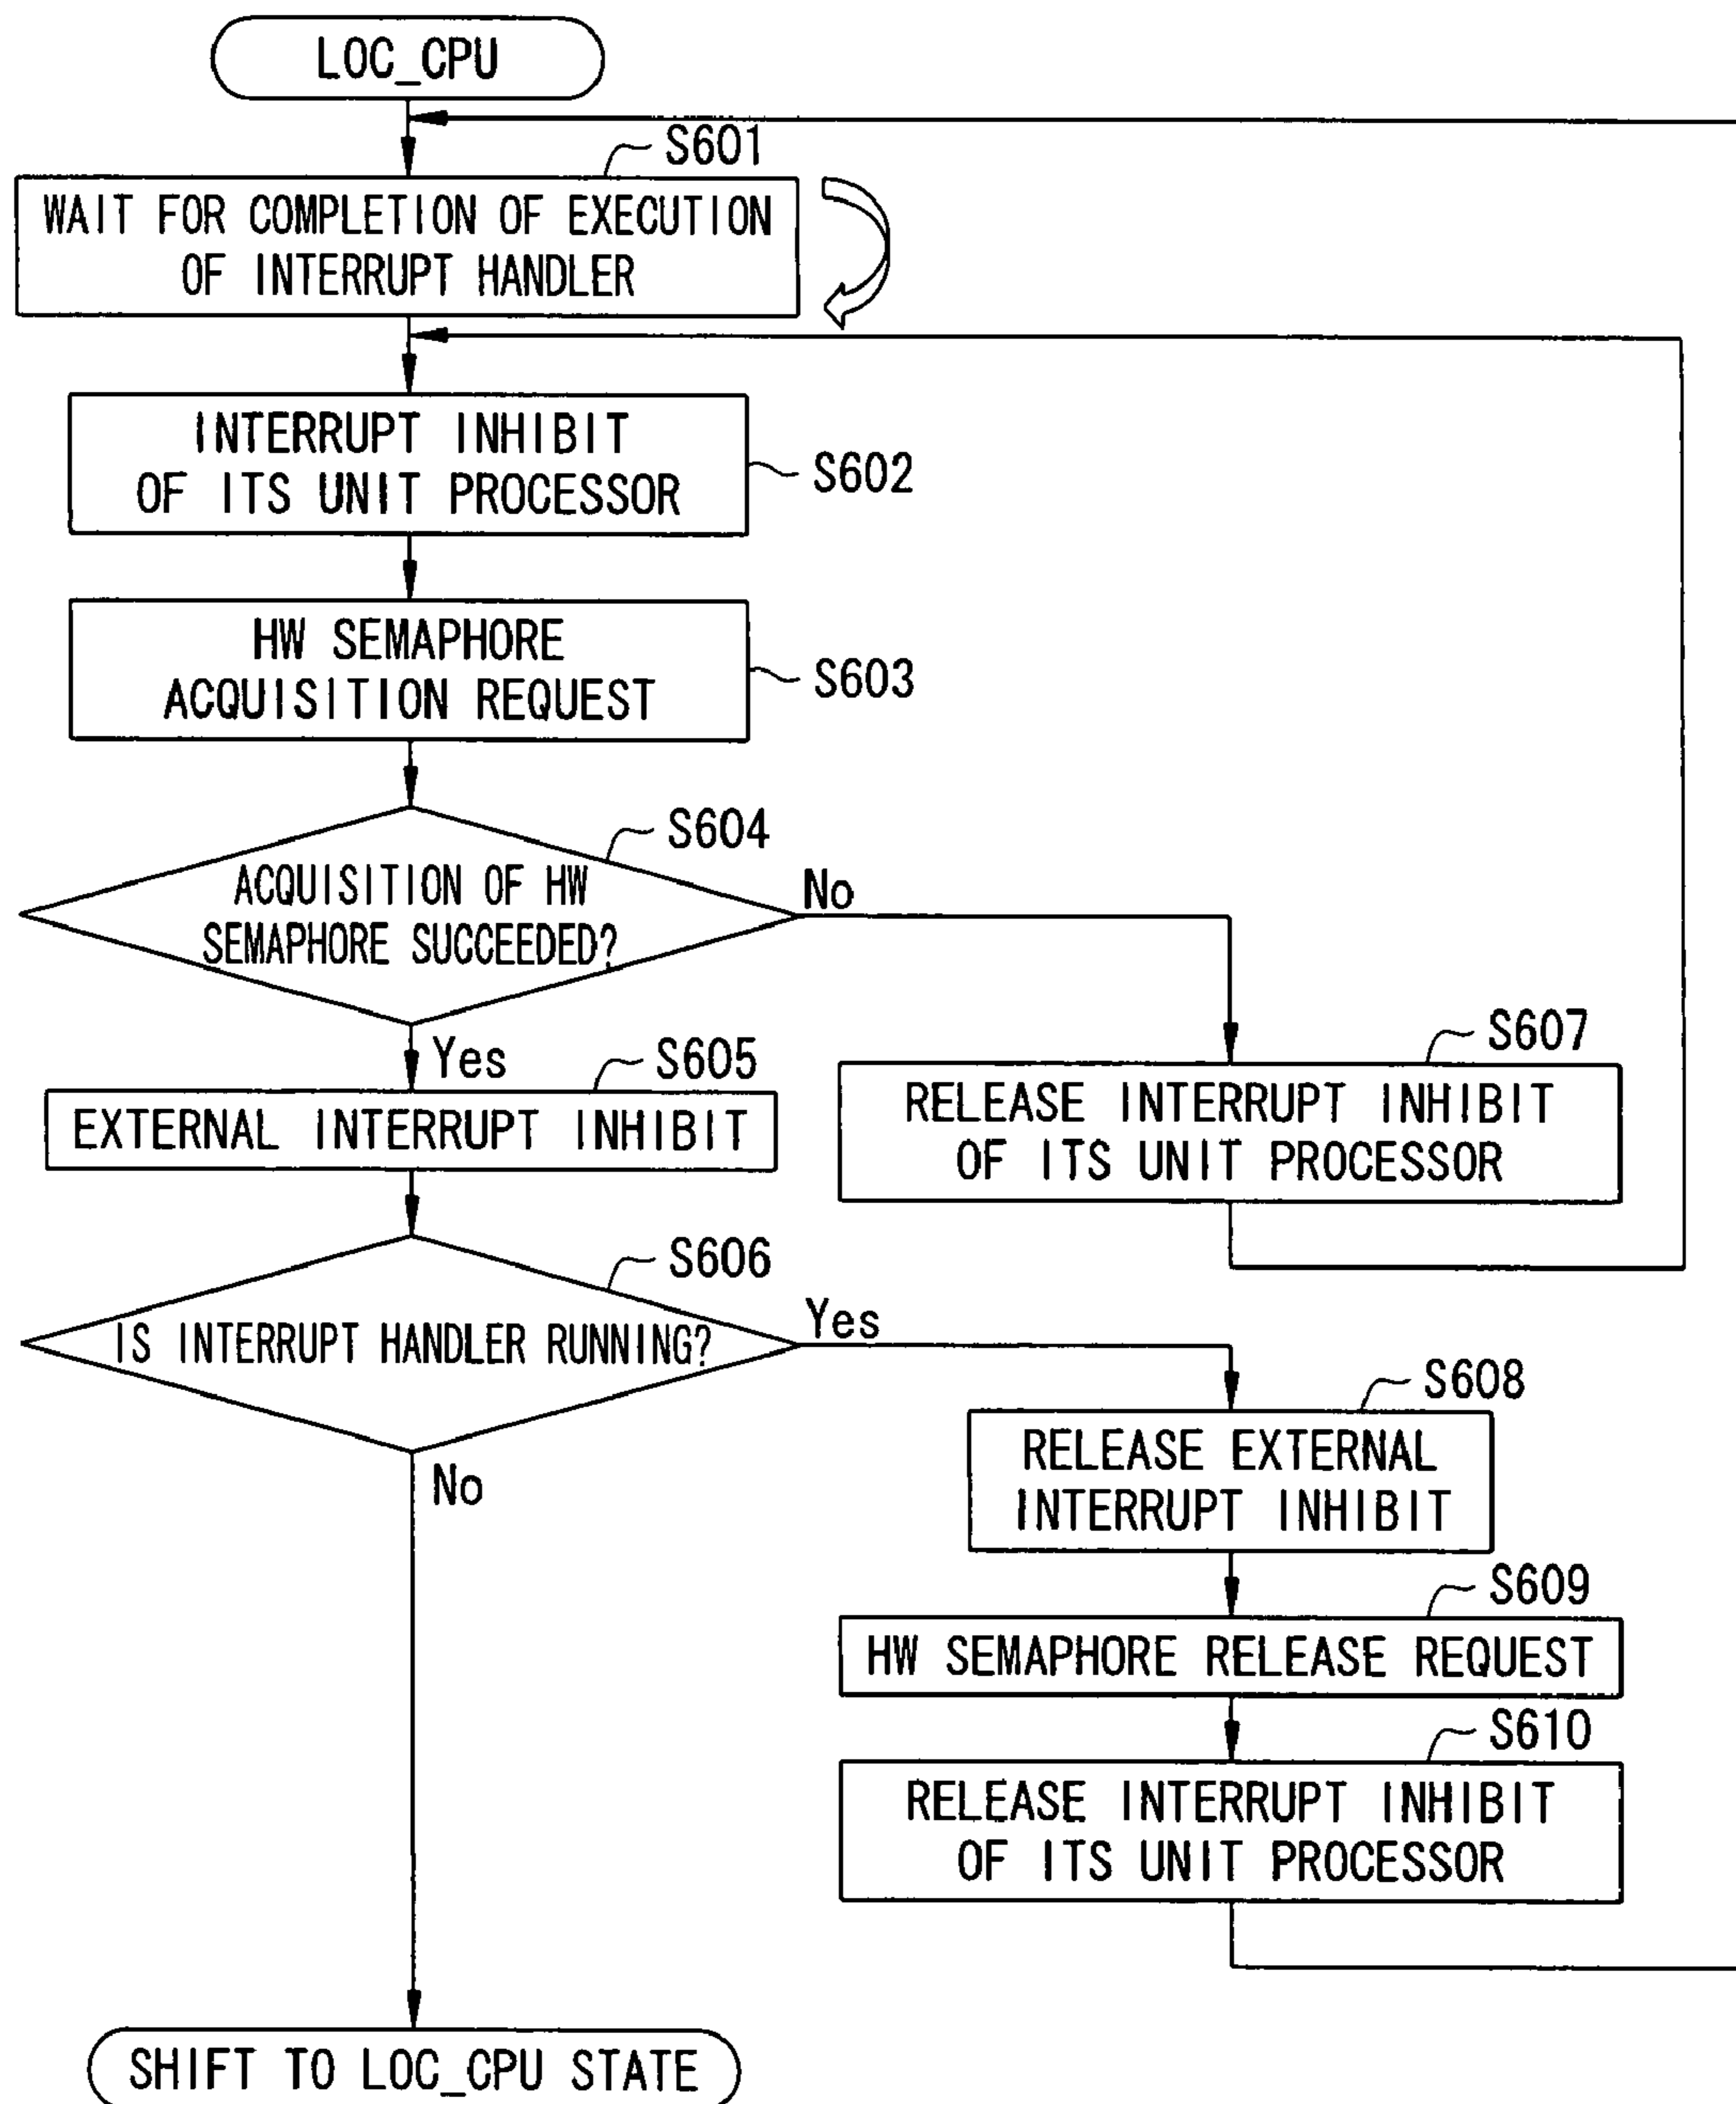 LOC_CPU
S601
WAIT FOR COMPLETION OF EXECUTION
OF INTERRUPT HANDLER
INTERRUPT INHIBIT
OF ITS UNIT PROCESSOR
S602
HW SEMAPHORE
ACQUISITION REQUEST
S603
S604
ACQUISITION OF HW
SEMAPHORE SUCCEEDED?
No
Yes
S605
EXTERNAL INTERRUPT INHIBIT
S607
RELEASE INTERRUPT INHIBIT
OF ITS UNIT PROCESSOR
S606
IS INTERRUPT HANDLER RUNNING?
Yes
No
S608
RELEASE EXTERNAL
INTERRUPT INHIBIT
S609
HW SEMAPHORE RELEASE REQUEST
S610
RELEASE INTERRUPT INHIBIT
OF ITS UNIT PROCESSOR
SHIFT TO LOC_CPU STATE